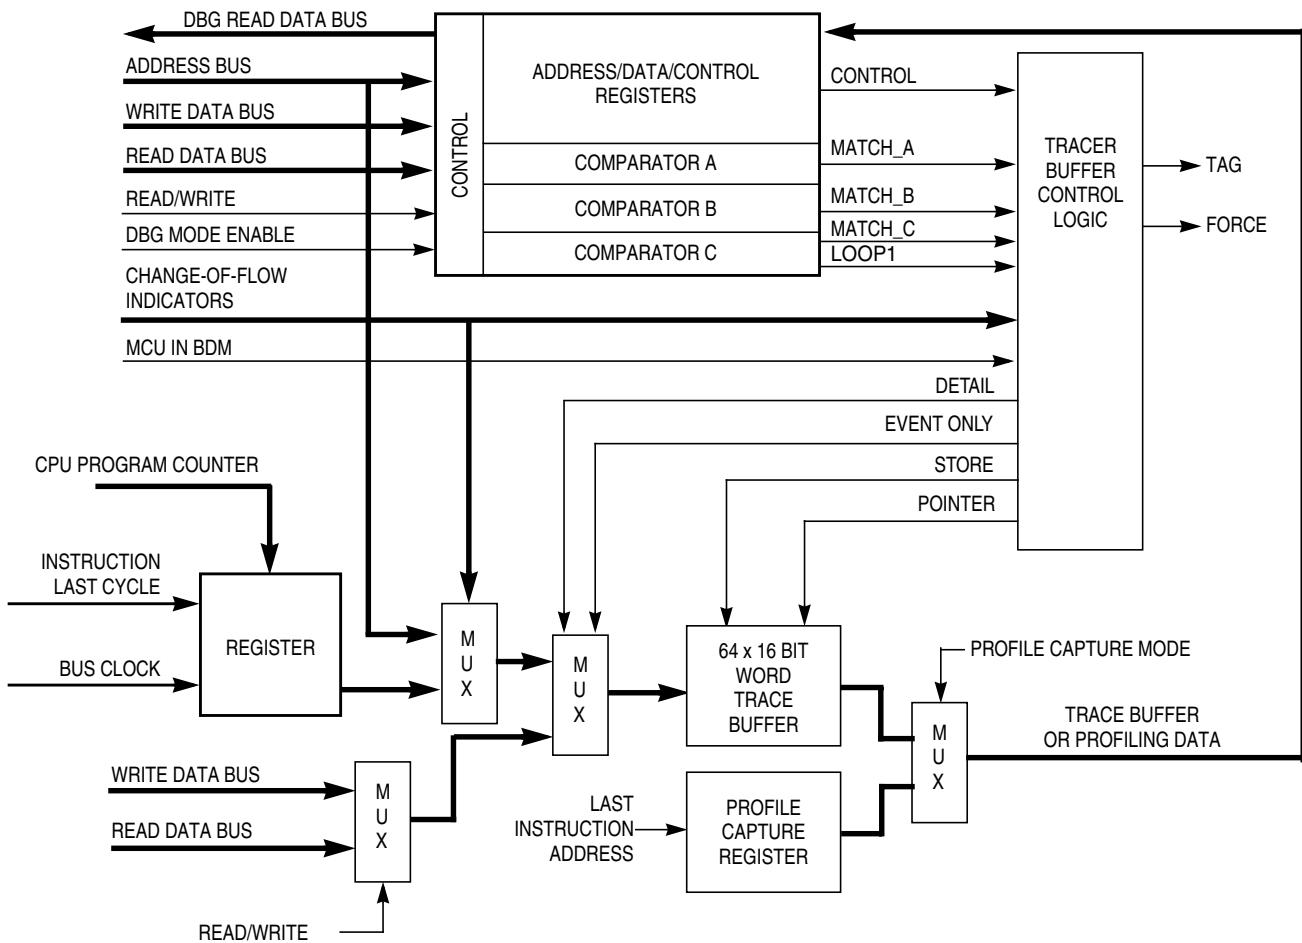 DBG READ DATA BUS
ADDRESS BUS
WRITE DATA BUS
READ DATA BUS
READ/WRITE
DBG MODE ENABLE
CHANGE-OF-FLOW
INDICATORS
MCU IN BDM
CONTROL
ADDRESS/DATA/CONTROL
REGISTERS
COMPARATOR A
COMPARATOR B
COMPARATOR C
CONTROL
MATCH_A
MATCH_B
MATCH_C
LOOP1
TRACER
BUFFER
CONTROL
LOGIC
TAG
FORCE
DETAIL
EVENT ONLY
STORE
POINTER
CPU PROGRAM COUNTER
INSTRUCTION
LAST CYCLE
BUS CLOCK
REGISTER
M
U
X
M
U
X
64 x 16 BIT
WORD
TRACE
BUFFER
PROFILE CAPTURE MODE
M
U
X
TRACE BUFFER
OR PROFILING DATA
WRITE DATA BUS
READ DATA BUS
M
U
X
READ/WRITE
LAST
INSTRUCTION
ADDRESS
PROFILE
CAPTURE
REGISTER